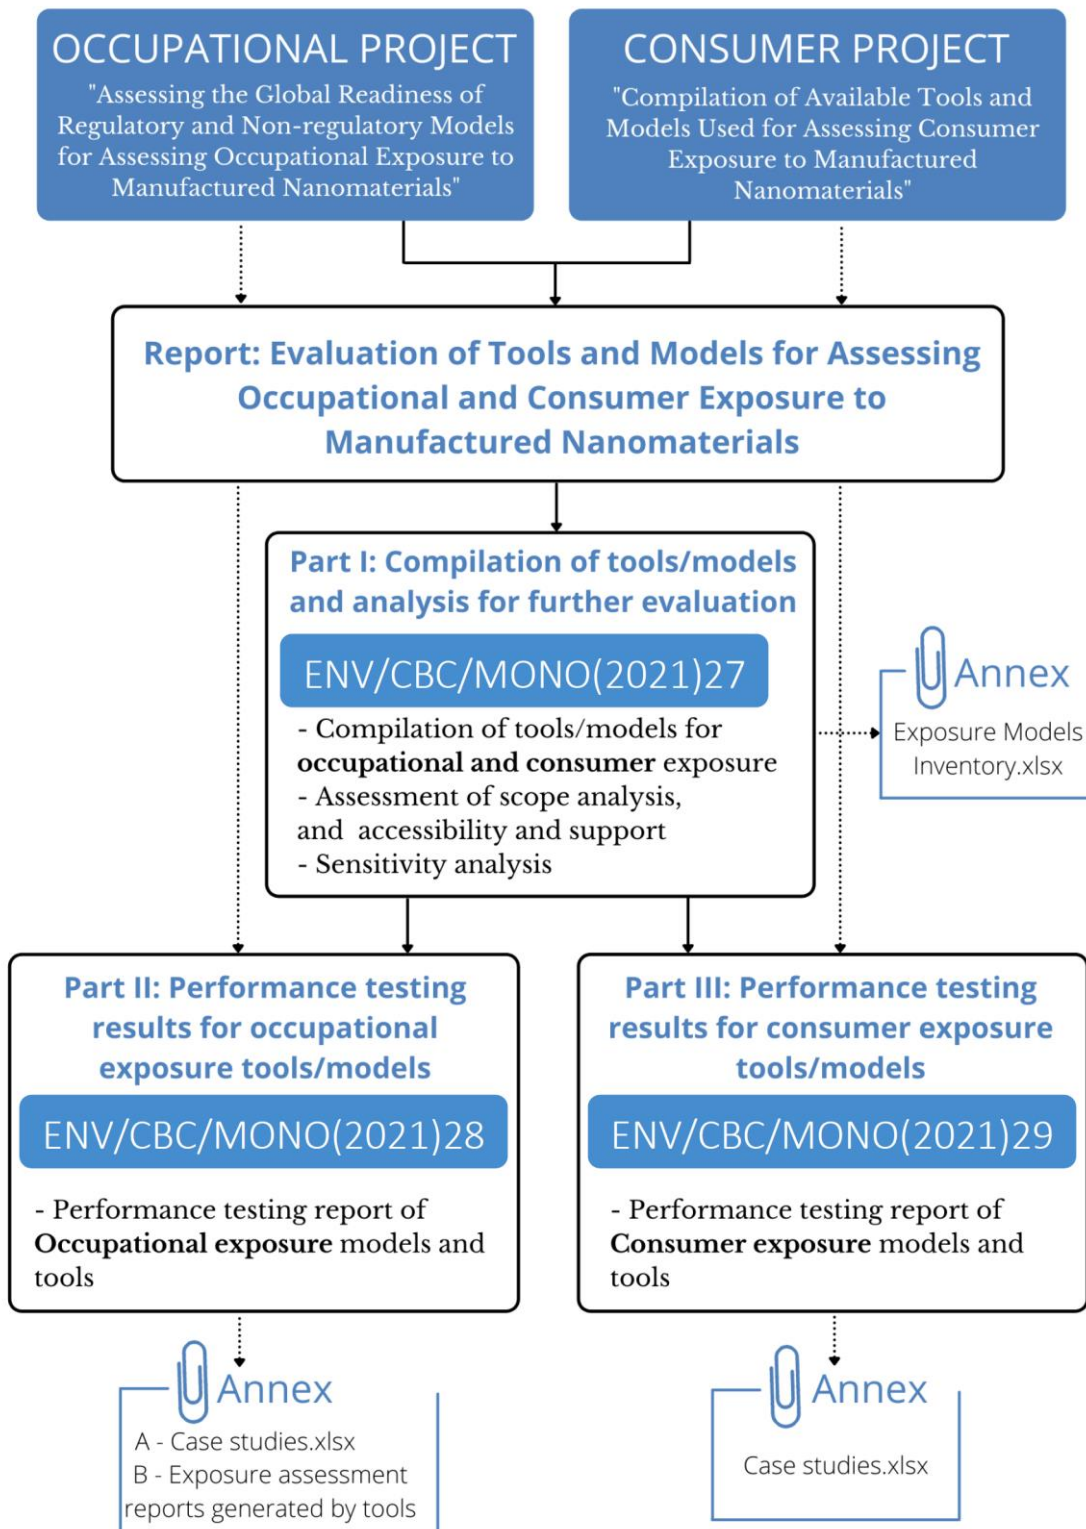 OCCUPATIONAL PROJECT
"Assessing the Global Readiness of
Regulatory and Non-regulatory Models
for Assessing Occupational Exposure to
Manufactured Nanomaterials"
CONSUMER PROJECT
"Compilation of Available Tools and
Models Used for Assessing Consumer
Exposure to Manufactured
Nanomaterials"
Report: Evaluation of Tools and Models for Assessing
Occupational and Consumer Exposure to
Manufactured Nanomaterials
Part I: Compilation of tools/models
and analysis for further evaluation
ENV/CBC/MONO(2021)27
- Compilation of tools/models for
occupational and consumer exposure
- Assessment of scope analysis,
and accessibility and support
- Sensitivity analysis
Annex
Exposure Models
Inventory.xlsx
Part II: Performance testing
results for occupational
exposure tools/models
ENV/CBC/MONO(2021)28
- Performance testing report of
Occupational exposure models and
tools
Part III: Performance testing
results for consumer exposure
tools/models
ENV/CBC/MONO(2021)29
- Performance testing report of
Consumer exposure models and
tools
Annex
A - Case studies.xlsx
B - Exposure assessment
reports generated by tools
Annex
Case studies.xlsx